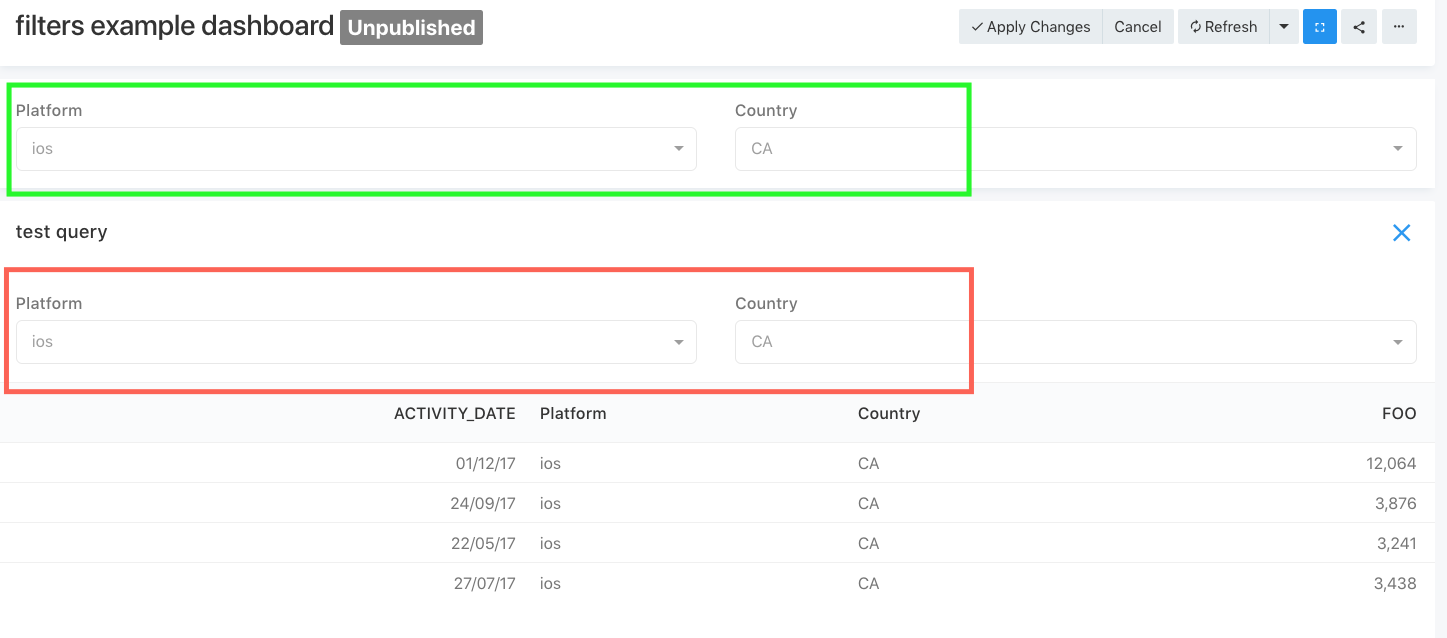 filters example dashboard Unpublished Apply Changes Cancel Refresh
Platform Country
ios CA
test query
Platform Country
ios CA
ACTIVITY_DATE Platform Country FOO
01/12/17 ios CA 12,064
24/09/17 ios CA 3,876
22/05/17 ios CA 3,241
27/07/17 ios CA 3,438